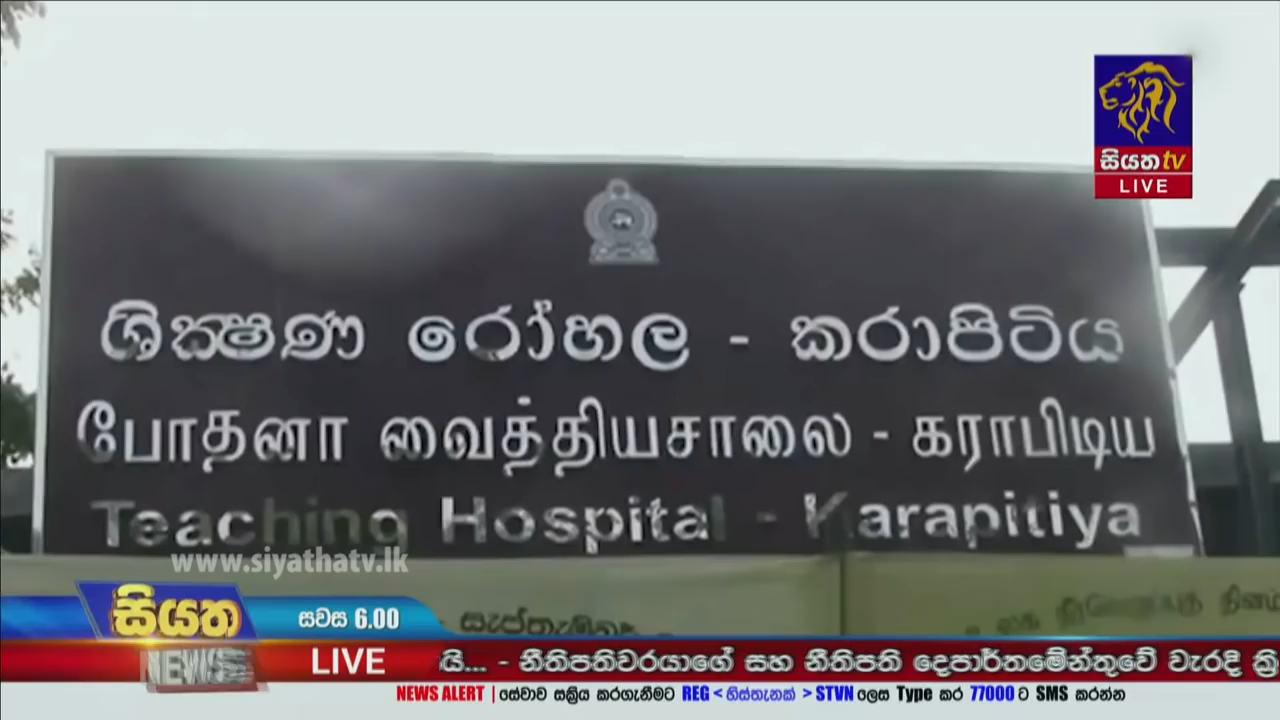 සියත tv
LIVE
ශික්ෂණ රෝහල - කරාපිටිය
போதனா வைத்தியசாலை - கராபிடிய
Teaching Hospital - Karapitiya
www.siyathatv.lk
සියත
සවස 6.00
NEWS
LIVE
යි... - නීතිපතිවරයාගේ සහ නීතිපති දෙපාර්තමේන්තුවේ වැරදි
NEWS ALERT | සේවාව සක්‍රිය කරගැනීමට REG < හිස්තැනක් > STVN ලෙස Type කර 77000 ට SMS කරන්න